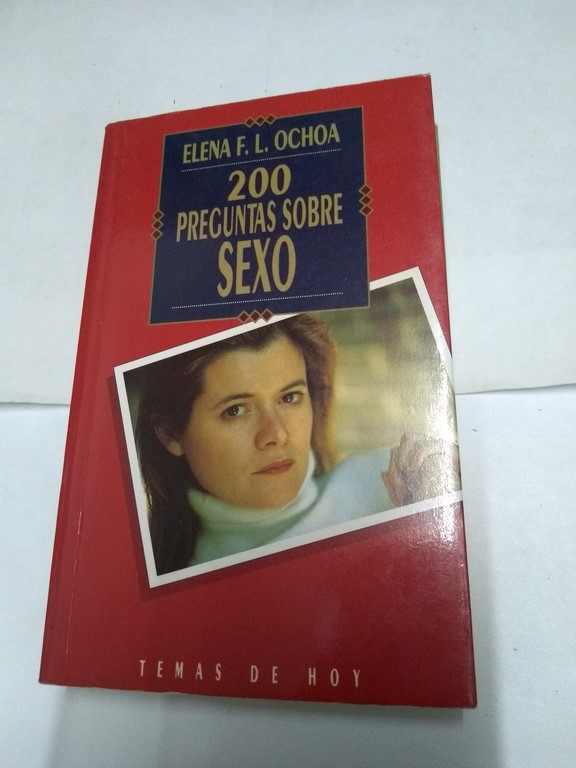 ELENA F. L. OCHOA
200
PREGUNTAS SOBRE
SEXO
TEMAS DE HOY